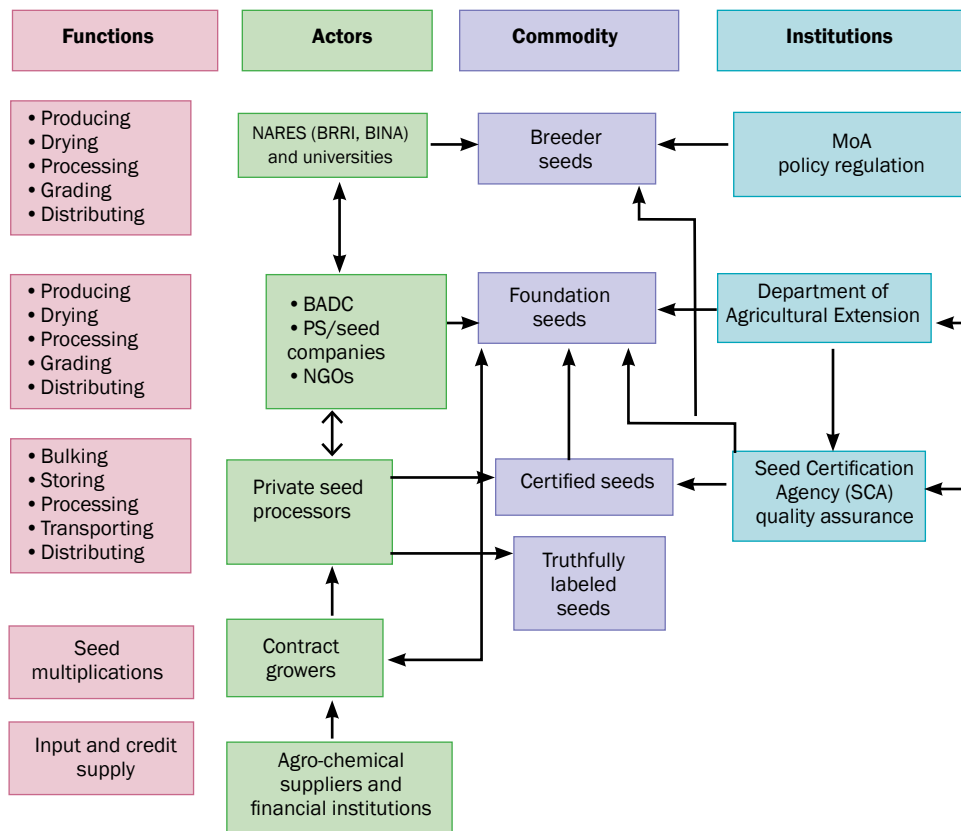 Functions
Actors
Commodity
Institutions
• Producing
• Drying
• Processing
• Grading
• Distributing
NARES (BRRI, BINA)
and universities
Breeder
seeds
MoA
policy regulation
• Producing
• Drying
• Processing
• Grading
• Distributing
• BADC
• PS/seed
companies
• NGOs
Foundation
seeds
Department of
Agricultural Extension
• Bulking
• Storing
• Processing
• Transporting
• Distributing
Private seed
processors
Certified seeds
Seed Certification
Agency (SCA)
quality assurance
Truthfully
labeled
seeds
Seed
multiplications
Contract
growers
Input and credit
supply
Agro-chemical
suppliers and
financial institutions